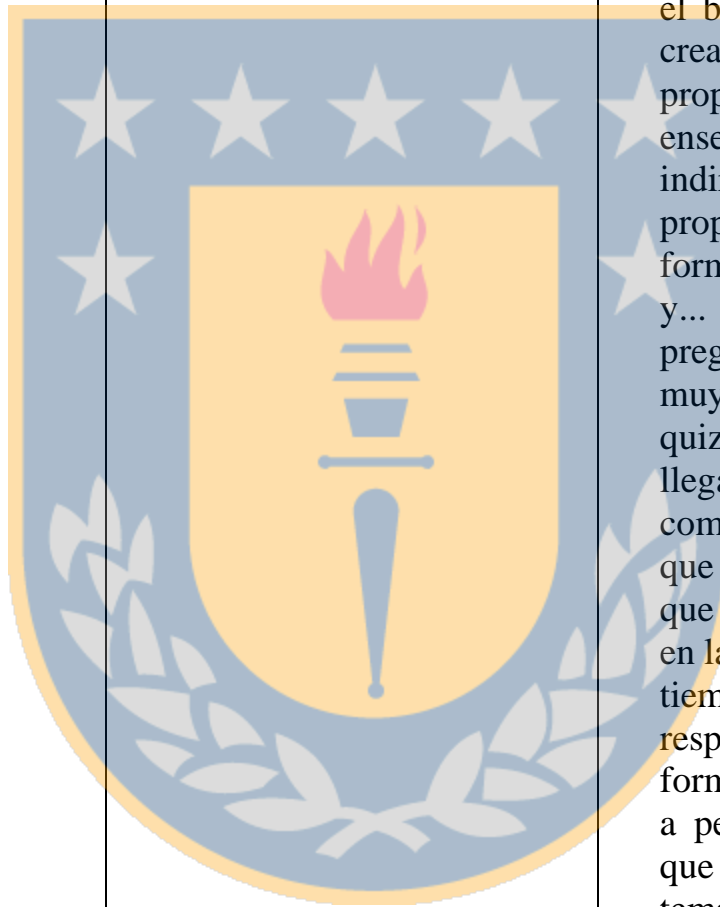 el b
crea
prop
ense
indi
prop
form
y...
preg
muy
quiz
llega
com
que
que
en la
tiem
resp
form
a pe
que